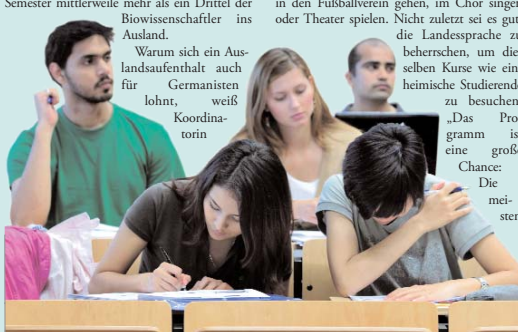 Semester mittlerweile mehr als ein Drittel der
Biowissenschaftler ins
Ausland.
Warum sich ein Aus-
landsaufenthalt auch
für Germanisten
lohnt, weiß
Koordina-
torin
in den Fußballverein gehen, im Chor singen
oder Theater spielen. Nicht zuletzt sei es gut,
die Landessprache zu
beherrschen, um die-
selben Kurse wie ein-
heimische Studierende
zu besuchen.
„Das Pro-
gramm ist
eine große
Chance:
Die
mei-
sten